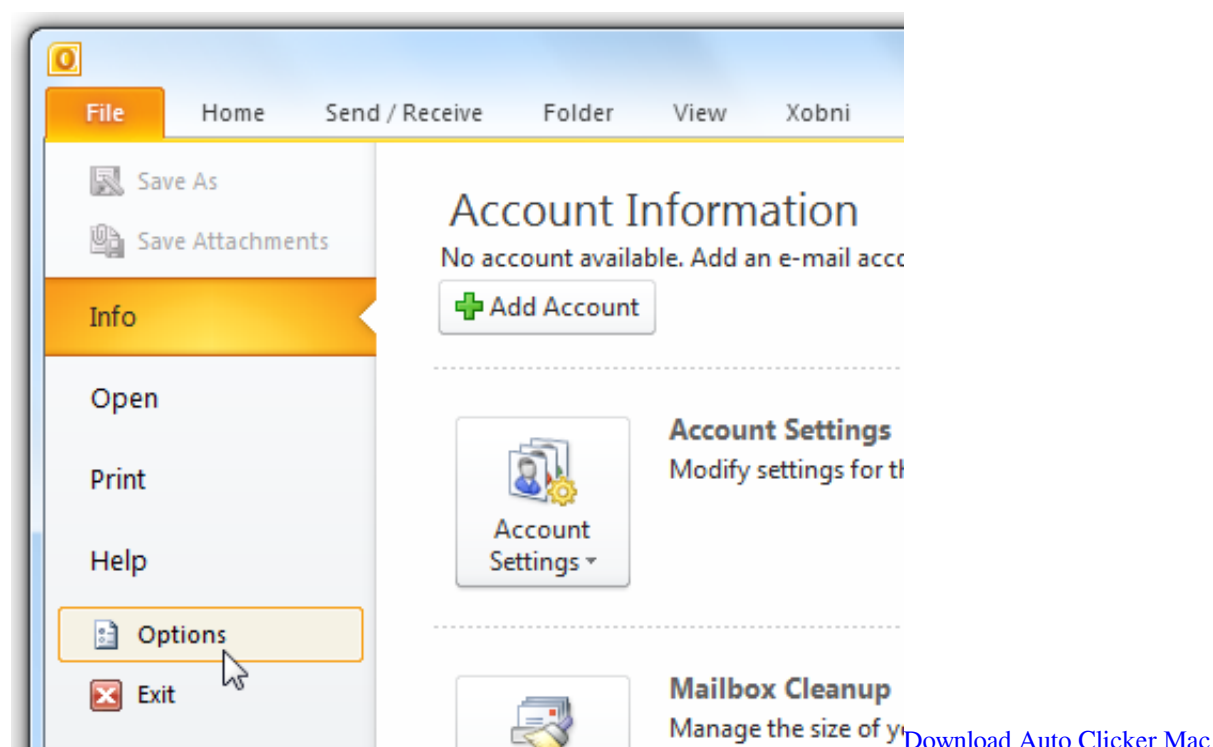 File Home Send / Receive Folder View Xobni
Save As
Save Attachments
Info
Open
Print
Help
Options
Exit
Account Information
No account available. Add an e-mail acco
Add Account
Account
Settings
Account Settings
Modify settings for th
Mailbox Cleanup
Manage the size of yo
Download Auto Clicker Mac